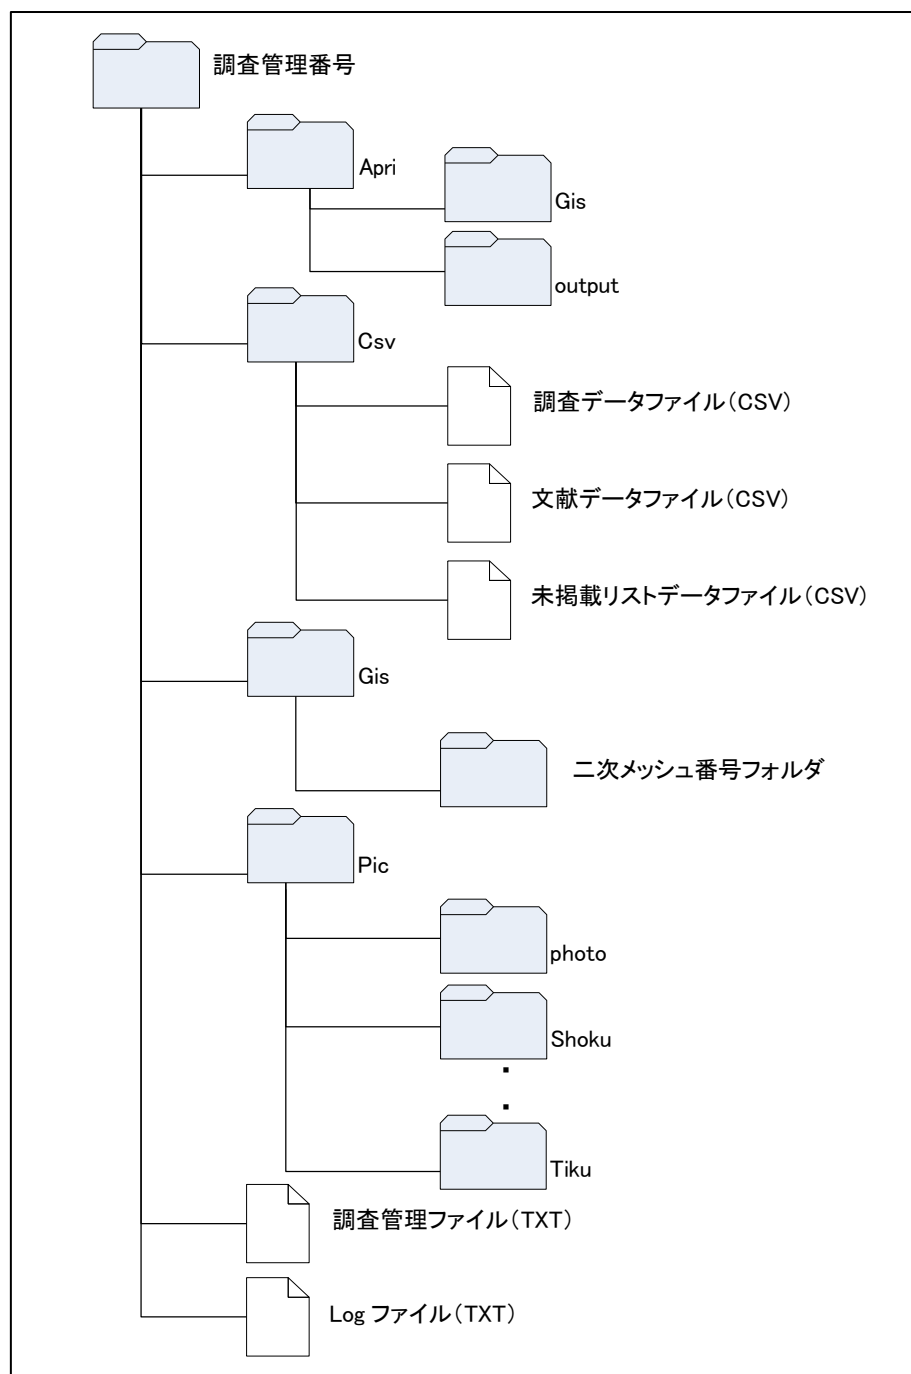 調査管理番号
Apri
Gis
output
Csv
調査データファイル(CSV)
文献データファイル(CSV)
未掲載リストデータファイル(CSV)
Gis
二次メッシュ番号フォルダ
Pic
photo
Shoku
Tiku
調査管理ファイル(TXT)
Log ファイル(TXT)